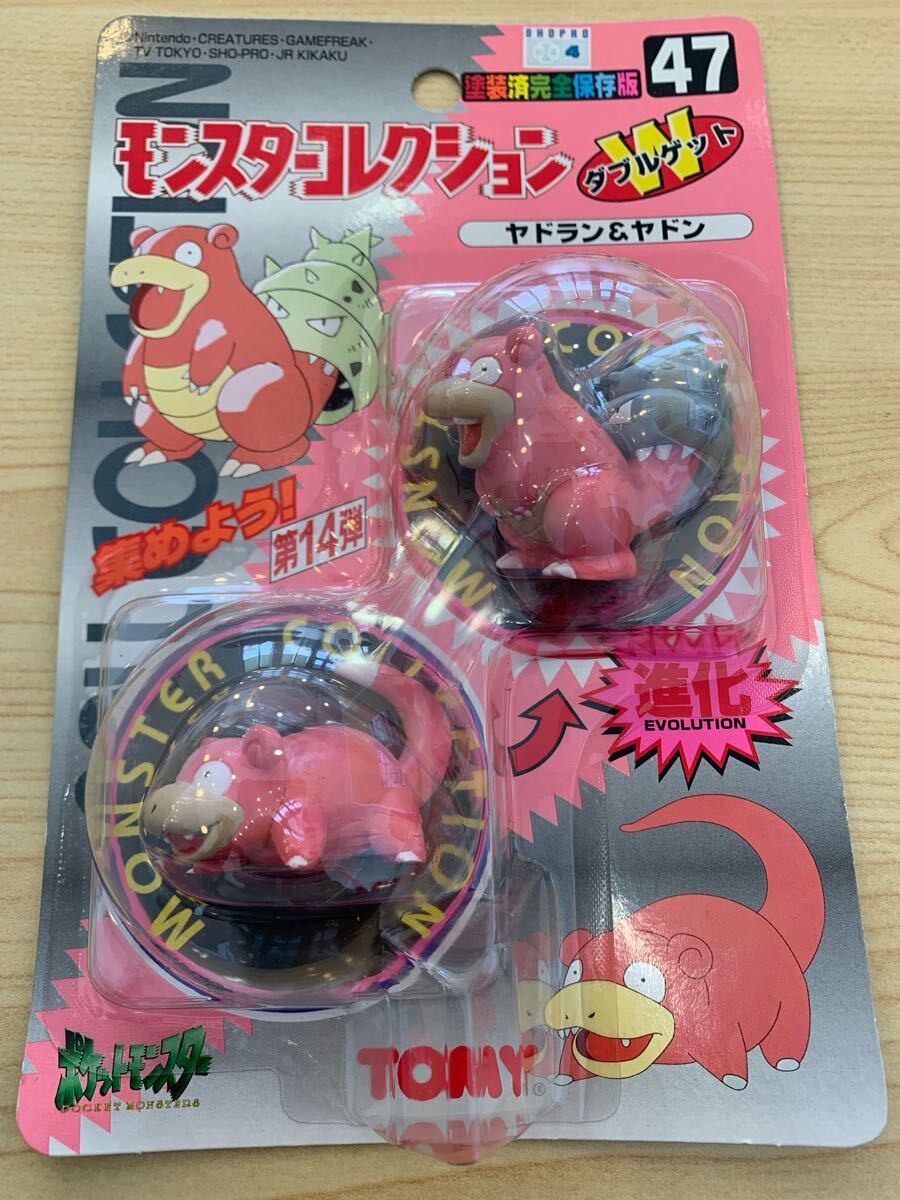 ©Nintendo・CREATURES・GAMEFREAK・
TV TOKYO・SHO-PRO・JR KIKAKU
SHOPRO
4
塗装済完全保存版
47
モンスターコレクション
W
ダブルゲット
ヤドラン&ヤドン
集めよう!
第14弾
MONSTER COLLECTION
進化
EVOLUTION
ポケットモンスター
POCKET MONSTERS
TOMY®